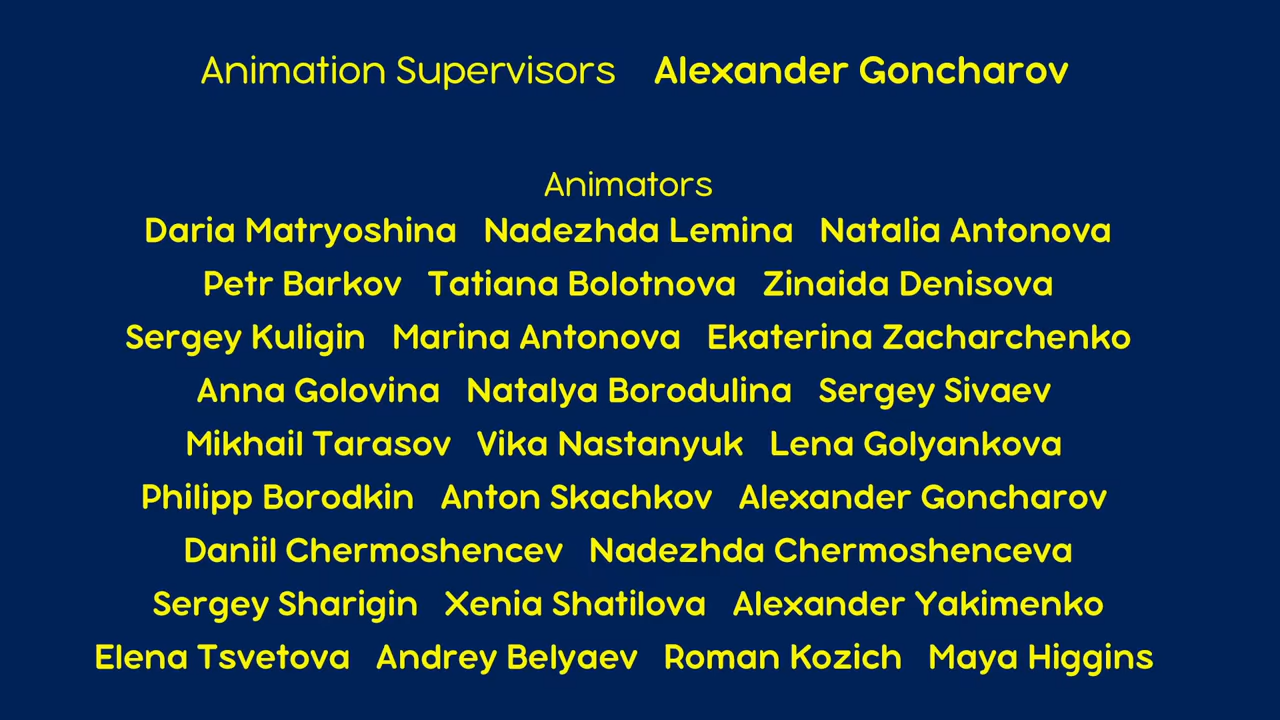 Animation Supervisors Alexander Goncharov
Animators
Daria Matryoshina Nadezhda Lemina Natalia Antonova
Petr Barkov Tatiana Bolotnova Zinaida Denisova
Sergey Kuligin Marina Antonova Ekaterina Zacharchenko
Anna Golovina Natalya Borodulina Sergey Sivaev
Mikhail Tarasov Vika Nastanyuk Lena Golyankova
Philipp Borodkin Anton Skachkov Alexander Goncharov
Daniil Chermoshencev Nadezhda Chermoshenceva
Sergey Sharigin Xenia Shatilova Alexander Yakimenko
Elena Tsvetova Andrey Belyaev Roman Kozich Maya Higgins